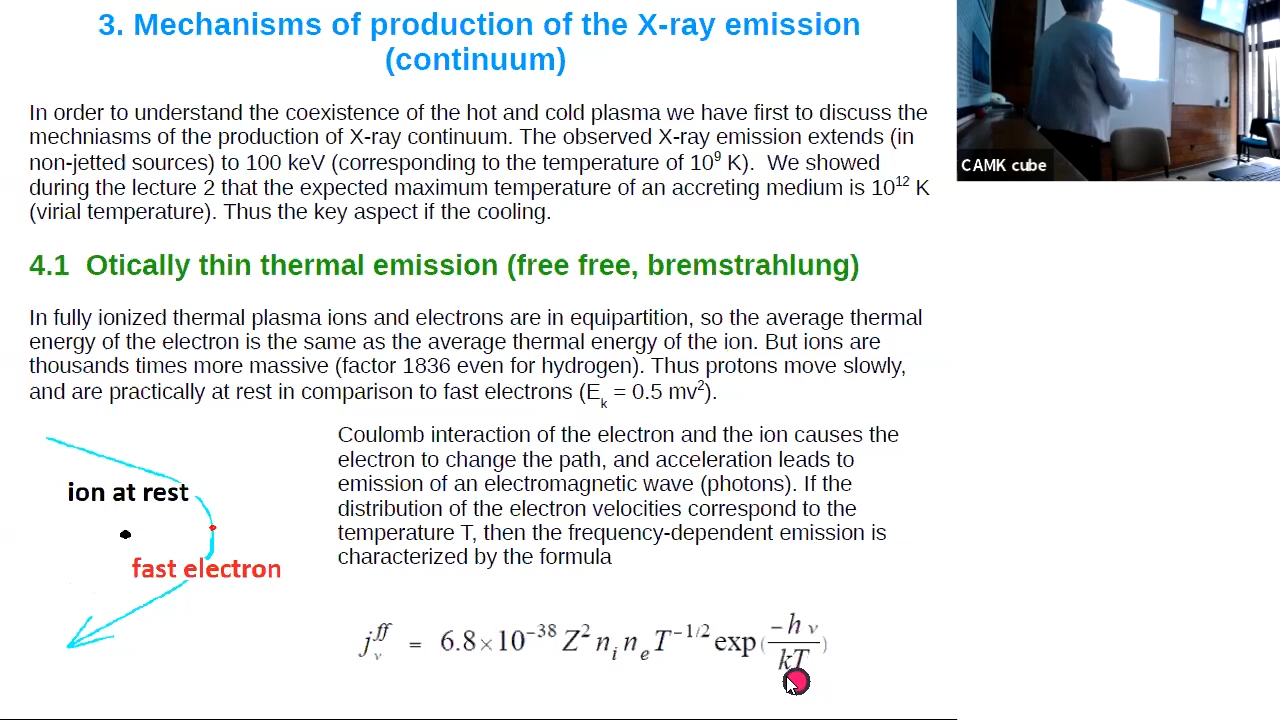 3. Mechanisms of production of the X-ray emission
(continuum)
In order to understand the coexistence of the hot and cold plasma we have first to discuss the
mechniasms of the production of X-ray continuum. The observed X-ray emission extends (in
non-jetted sources) to 100 keV (corresponding to the temperature of 10⁹ K).  We showed
during the lecture 2 that the expected maximum temperature of an accreting medium is 10¹² K
(virial temperature). Thus the key aspect if the cooling.
CAMK cube
4.1  Otically thin thermal emission (free free, bremstrahlung)
In fully ionized thermal plasma ions and electrons are in equipartition, so the average thermal
energy of the electron is the same as the average thermal energy of the ion. But ions are
thousands times more massive (factor 1836 even for hydrogen). Thus protons move slowly,
and are practically at rest in comparison to fast electrons (Eₖ = 0.5 mv²).
ion at rest
fast electron
Coulomb interaction of the electron and the ion causes the
electron to change the path, and acceleration leads to
emission of an electromagnetic wave (photons). If the
distribution of the electron velocities correspond to the
temperature T, then the frequency-dependent emission is
characterized by the formula
j_ν^ff = 6.8×10⁻³⁸ Z² nᵢ nₑ T^(−1/2) exp(−hν/kT)